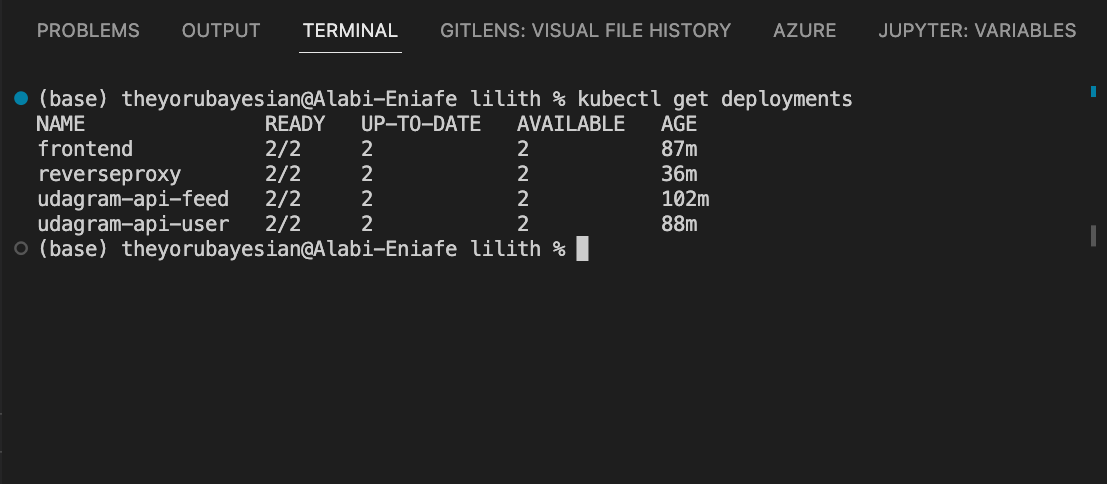 PROBLEMS OUTPUT TERMINAL GITLENS: VISUAL FILE HISTORY AZURE JUPYTER: VARIABLES
(base) theyorubayesian@Alabi-Eniafe lilith % kubectl get deployments
NAME READY UP-TO-DATE AVAILABLE AGE
frontend 2/2 2 2 87m
reverseproxy 2/2 2 2 36m
udagram-api-feed 2/2 2 2 102m
udagram-api-user 2/2 2 2 88m
(base) theyorubayesian@Alabi-Eniafe lilith %